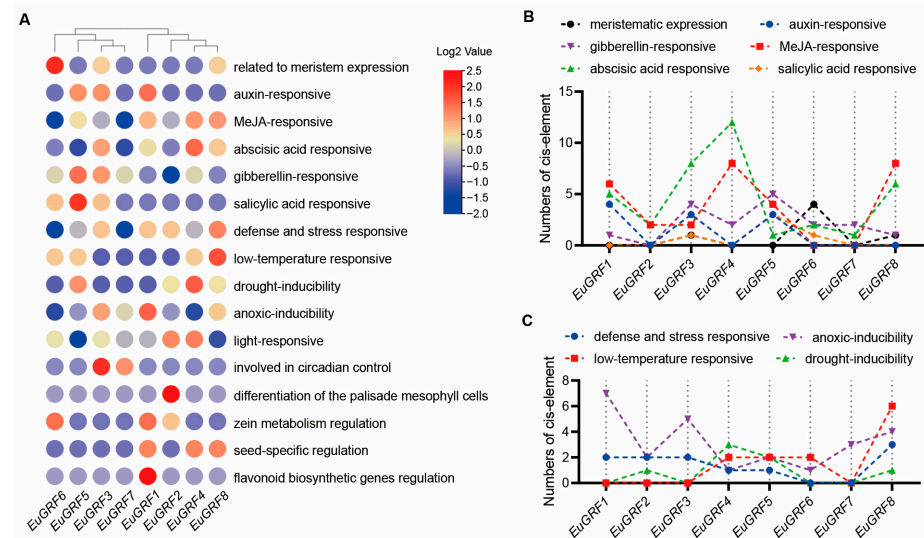 A
Log2 Value
2.5
2.0
1.5
1.0
0.5
0.0
−0.5
−1.0
−1.5
−2.0
related to meristem expression
auxin-responsive
MeJA-responsive
abscisic acid responsive
gibberellin-responsive
salicylic acid responsive
defense and stress responsive
low-temperature responsive
drought-inducibility
anoxic-inducibility
light-responsive
involved in circadian control
differentiation of the palisade mesophyll cells
zein metabolism regulation
seed-specific regulation
flavonoid biosynthetic genes regulation
EuGRF6 EuGRF5 EuGRF3 EuGRF7 EuGRF1 EuGRF2 EuGRF4 EuGRF8
B
meristematic expression auxin-responsive
gibberellin-responsive MeJA-responsive
abscisic acid responsive salicylic acid responsive
Numbers of cis-element
15
10
5
0
EuGRF1 EuGRF2 EuGRF3 EuGRF4 EuGRF5 EuGRF6 EuGRF7 EuGRF8
C
defense and stress responsive anoxic-inducibility
low-temperature responsive drought-inducibility
Numbers of cis-element
8
6
4
2
0
EuGRF1 EuGRF2 EuGRF3 EuGRF4 EuGRF5 EuGRF6 EuGRF7 EuGRF8